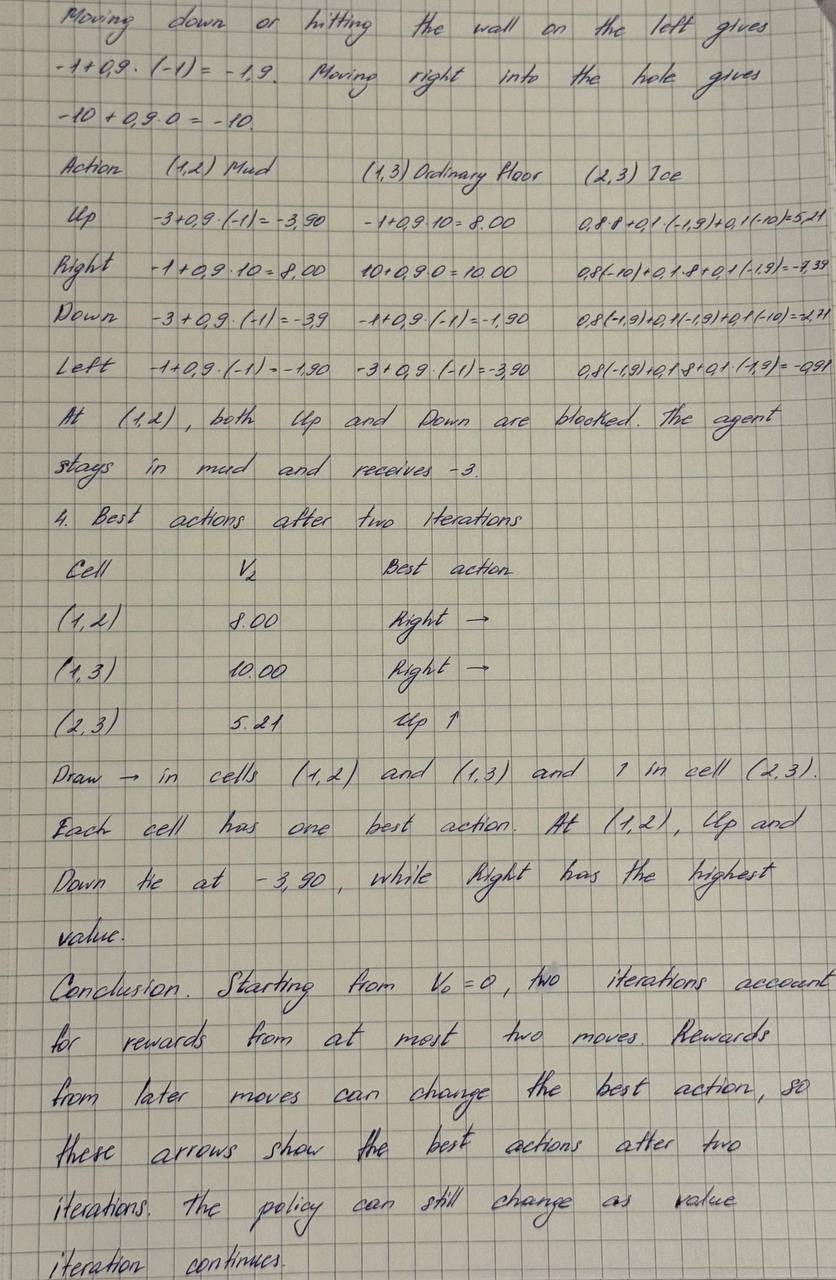 Moving down or hitting the wall on the left gives
-1+0,9·(-1)= -1,9. Moving right into the hole gives
-10+0,9·0 = -10.
Action (1,2) Mud (1,3) Ordinary floor (2,3) Ice
Up -3+0,9·(-1)=-3,90 -1+0,9·10=8.00 0,8·8+0,1·(-1,9)+0,1(-10)=5,21
Right -1+0,9·10=8,00 10+0,9·0=10.00 0,8(-10)+0,1·8+0,1(-1,9)=-7,39
Down -3+0,9·(-1)=-3,9 -1+0,9·(-1)=-1,90 0,8(-1,9)+0,1(-1,9)+0,1(-10)=-2,71
Left -1+0,9·(-1)=-1,90 -3+0,9·(-1)=-3,90 0,8(-1,9)+0,1·8+0,1·(-1,9)=-0,91
At (1,2), both Up and Down are blocked. The agent
stays in mud and receives -3.
4. Best actions after two iterations
Cell V₂ Best action
(1,2) 8.00 Right →
(1,3) 10.00 Right →
(2,3) 5.21 Up ↑
Draw → in cells (1,2) and (1,3) and ↑ in cell (2,3).
Each cell has one best action. At (1,2), Up and
Down tie at -3,90, while Right has the highest
value.
Conclusion. Starting from V₀=0, two iterations account
for rewards from at most two moves. Rewards
from later moves can change the best action, so
these arrows show the best actions after two
iterations. The policy can still change as value
iteration continues.